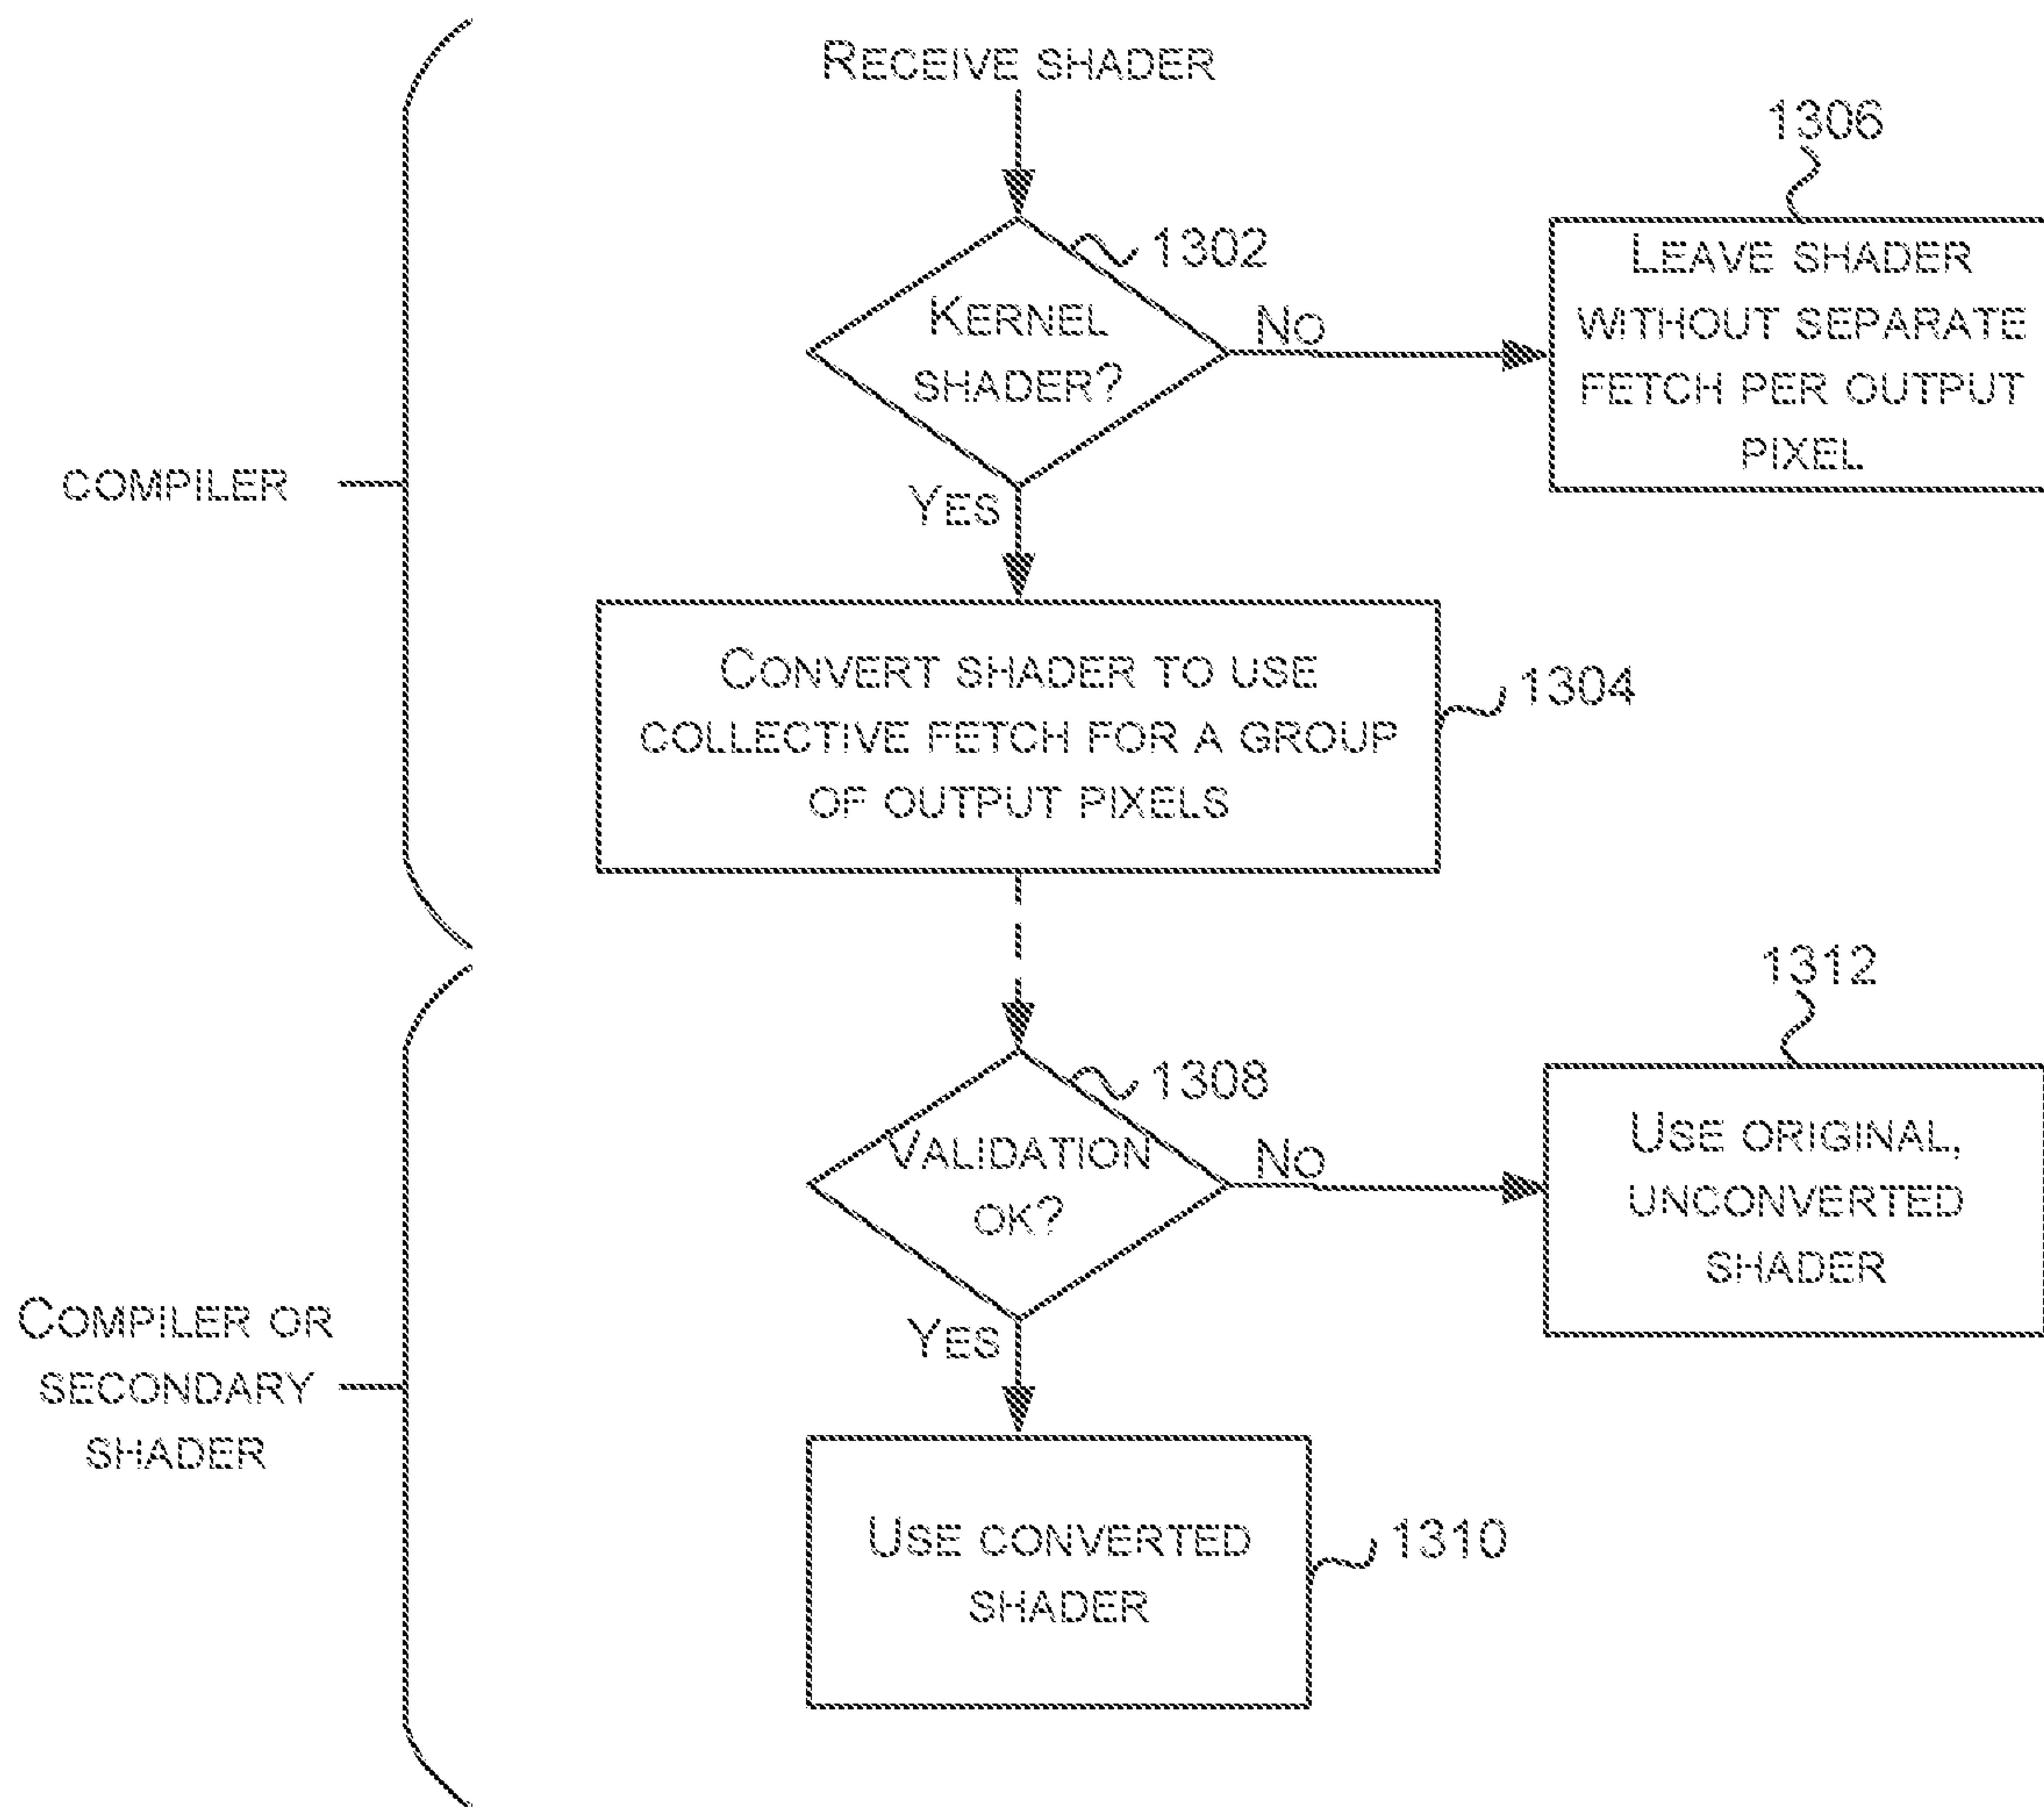 RECEIVE SHADER
1306
1302
KERNEL
SHADER?
NO
LEAVE SHADER
WITHOUT SEPARATE
FETCH PER OUTPUT
PIXEL
COMPILER
YES
CONVERT SHADER TO USE
COLLECTIVE FETCH FOR A GROUP
OF OUTPUT PIXELS
1304
1312
1308
VALIDATION
OK?
NO
USE ORIGINAL,
UNCONVERTED
SHADER
COMPILER OR
SECONDARY
SHADER
YES
USE CONVERTED
SHADER
1310